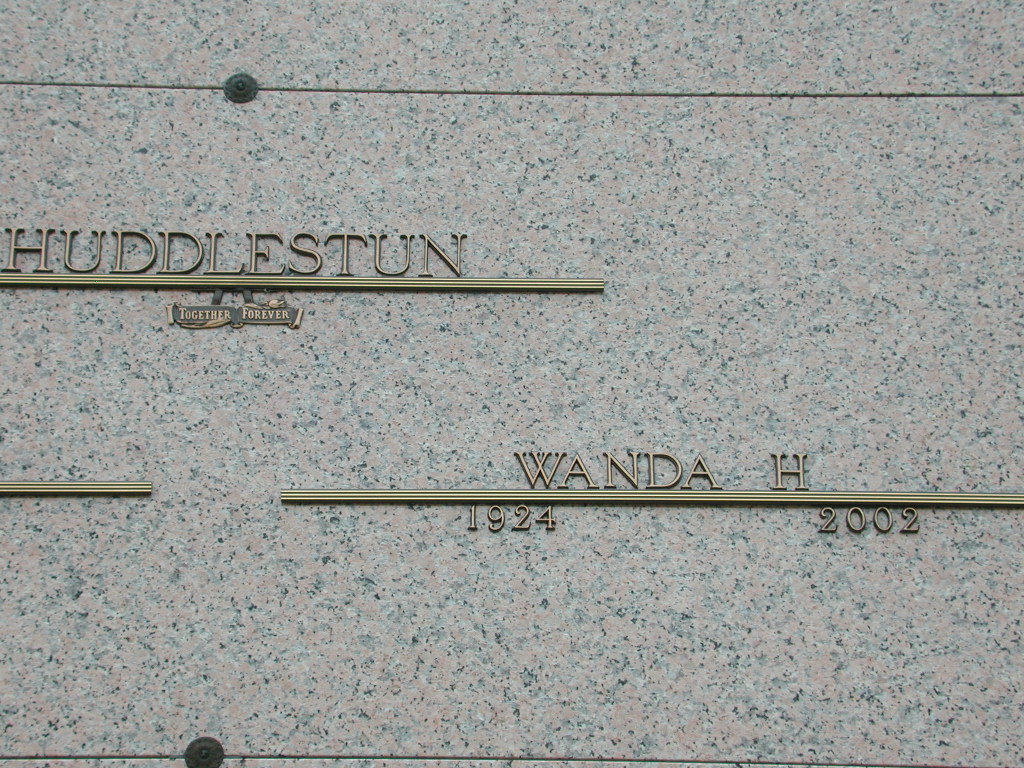 HUDDLESTUN
TOGETHER FOREVER
WANDA H
1924 2002